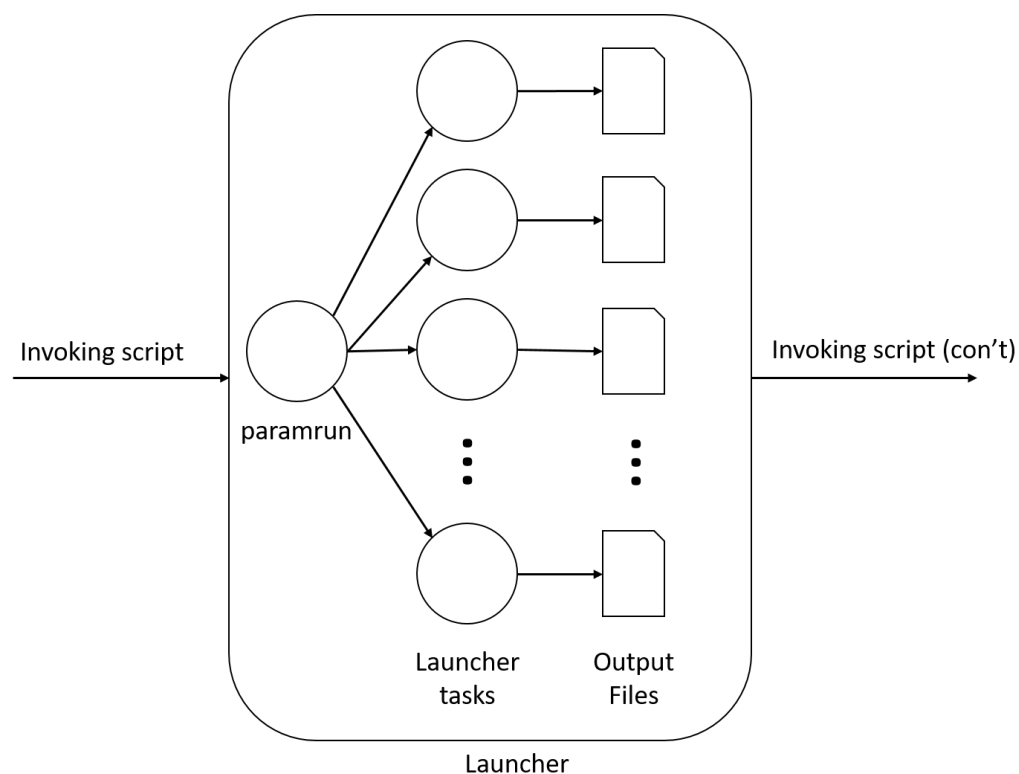 Invoking script
Invoking script (con’t)
paramrun
Launcher
tasks
Output
Files
Launcher